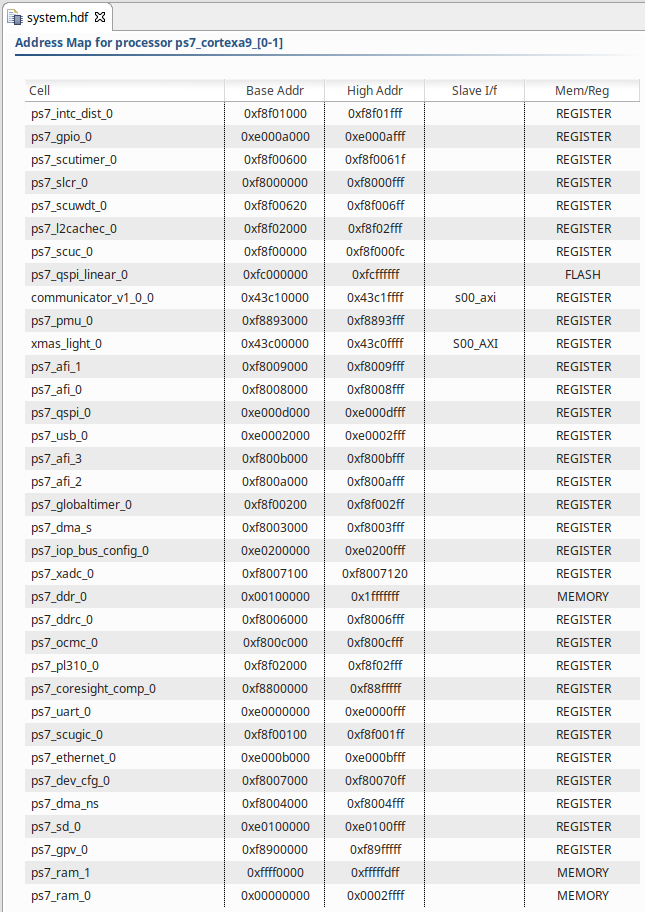 system.hdf
Address Map for processor ps7_cortexa9_[0-1]
Cell Base Addr High Addr Slave I/f Mem/Reg
ps7_intc_dist_0 0xf8f01000 0xf8f01fff REGISTER
ps7_gpio_0 0xe000a000 0xe000afff REGISTER
ps7_scutimer_0 0xf8f00600 0xf8f0061f REGISTER
ps7_slcr_0 0xf8000000 0xf8000fff REGISTER
ps7_scuwdt_0 0xf8f00620 0xf8f006ff REGISTER
ps7_l2cachec_0 0xf8f02000 0xf8f02fff REGISTER
ps7_scuc_0 0xf8f00000 0xf8f000fc REGISTER
ps7_qspi_linear_0 0xfc000000 0xfcffffff FLASH
communicator_v1_0_0 0x43c10000 0x43c1ffff s00_axi REGISTER
ps7_pmu_0 0xf8893000 0xf8893fff REGISTER
xmas_light_0 0x43c00000 0x43c0ffff S00_AXI REGISTER
ps7_afi_1 0xf8009000 0xf8009fff REGISTER
ps7_afi_0 0xf8008000 0xf8008fff REGISTER
ps7_qspi_0 0xe000d000 0xe000dfff REGISTER
ps7_usb_0 0xe0002000 0xe0002fff REGISTER
ps7_afi_3 0xf800b000 0xf800bfff REGISTER
ps7_afi_2 0xf800a000 0xf800afff REGISTER
ps7_globaltimer_0 0xf8f00200 0xf8f002ff REGISTER
ps7_dma_s 0xf8003000 0xf8003fff REGISTER
ps7_iop_bus_config_0 0xe0200000 0xe0200fff REGISTER
ps7_xadc_0 0xf8007100 0xf8007120 REGISTER
ps7_ddr_0 0x00100000 0x1fffffff MEMORY
ps7_ddrc_0 0xf8006000 0xf8006fff REGISTER
ps7_ocmc_0 0xf800c000 0xf800cfff REGISTER
ps7_pl310_0 0xf8f02000 0xf8f02fff REGISTER
ps7_coresight_comp_0 0xf8800000 0xf88fffff REGISTER
ps7_uart_0 0xe0000000 0xe0000fff REGISTER
ps7_scugic_0 0xf8f00100 0xf8f001ff REGISTER
ps7_ethernet_0 0xe000b000 0xe000bfff REGISTER
ps7_dev_cfg_0 0xf8007000 0xf80070ff REGISTER
ps7_dma_ns 0xf8004000 0xf8004fff REGISTER
ps7_sd_0 0xe0100000 0xe0100fff REGISTER
ps7_gpv_0 0xf8900000 0xf89fffff REGISTER
ps7_ram_1 0xffff0000 0xfffffdff MEMORY
ps7_ram_0 0x00000000 0x0002ffff MEMORY